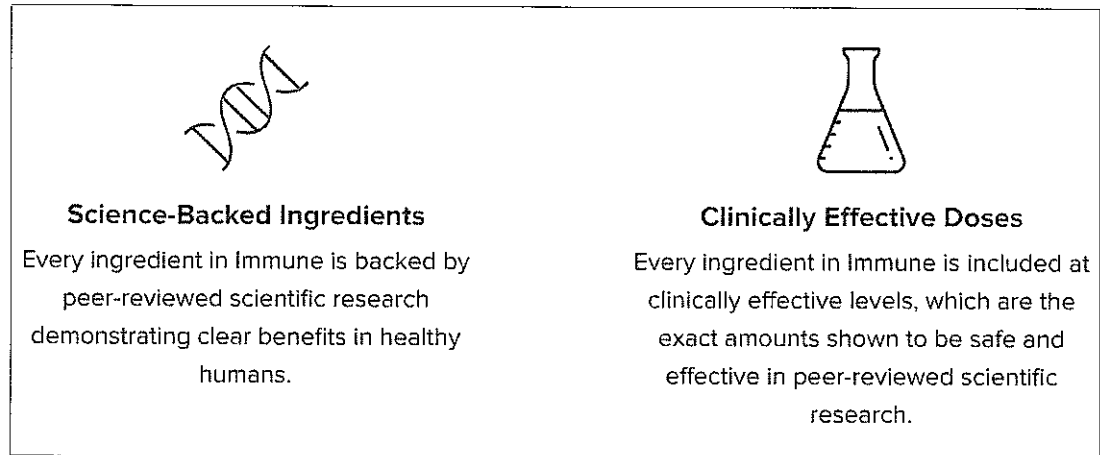 Science-Backed Ingredients
Every ingredient in Immune is backed by
peer-reviewed scientific research
demonstrating clear benefits in healthy
humans.
Clinically Effective Doses
Every ingredient in Immune is included at
clinically effective levels, which are the
exact amounts shown to be safe and
effective in peer-reviewed scientific
research.